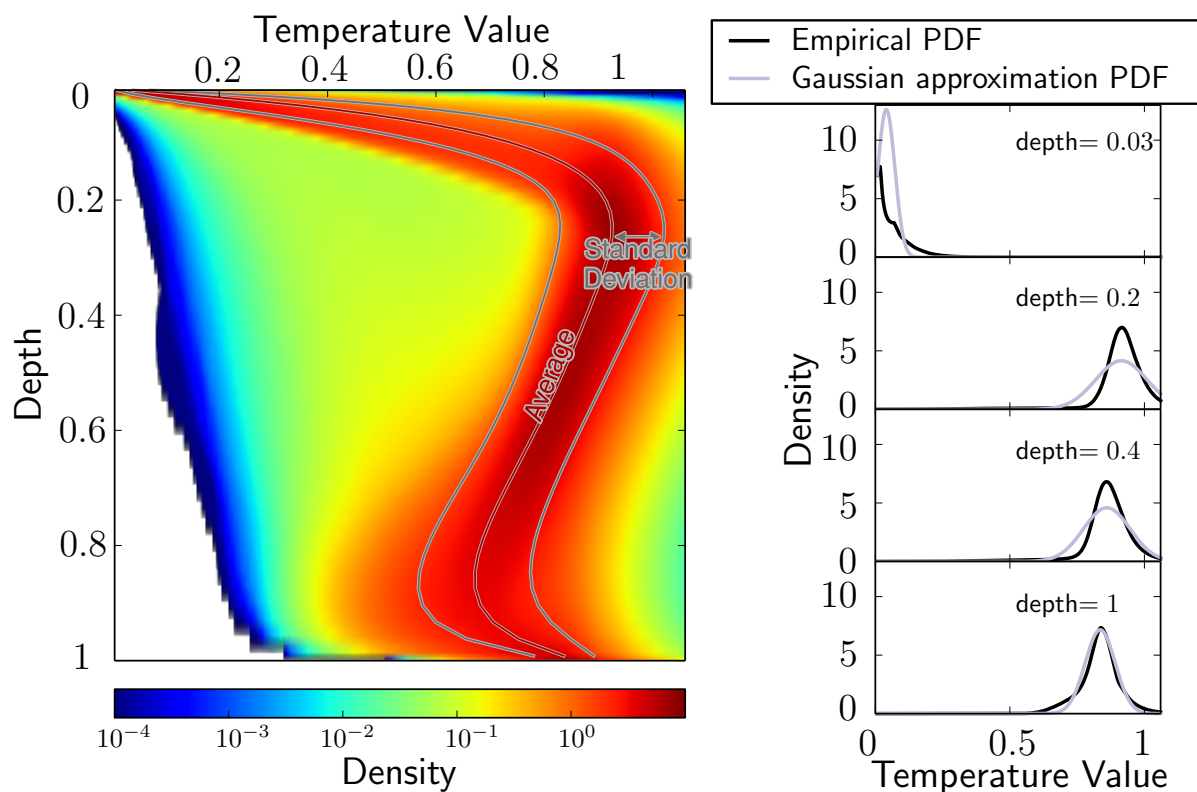 Temperature Value
0.2 0.4 0.6 0.8 1
0
0.2
0.4
0.6
0.8
1
Depth
Standard
Deviation
Average
10⁻⁴ 10⁻³ 10⁻² 10⁻¹ 10⁰
Density
Empirical PDF
Gaussian approximation PDF
10
5
0
depth= 0.03
10
5
0
depth= 0.2
10
5
0
depth= 0.4
10
5
0
depth= 1
Density
0 0.5 1
Temperature Value